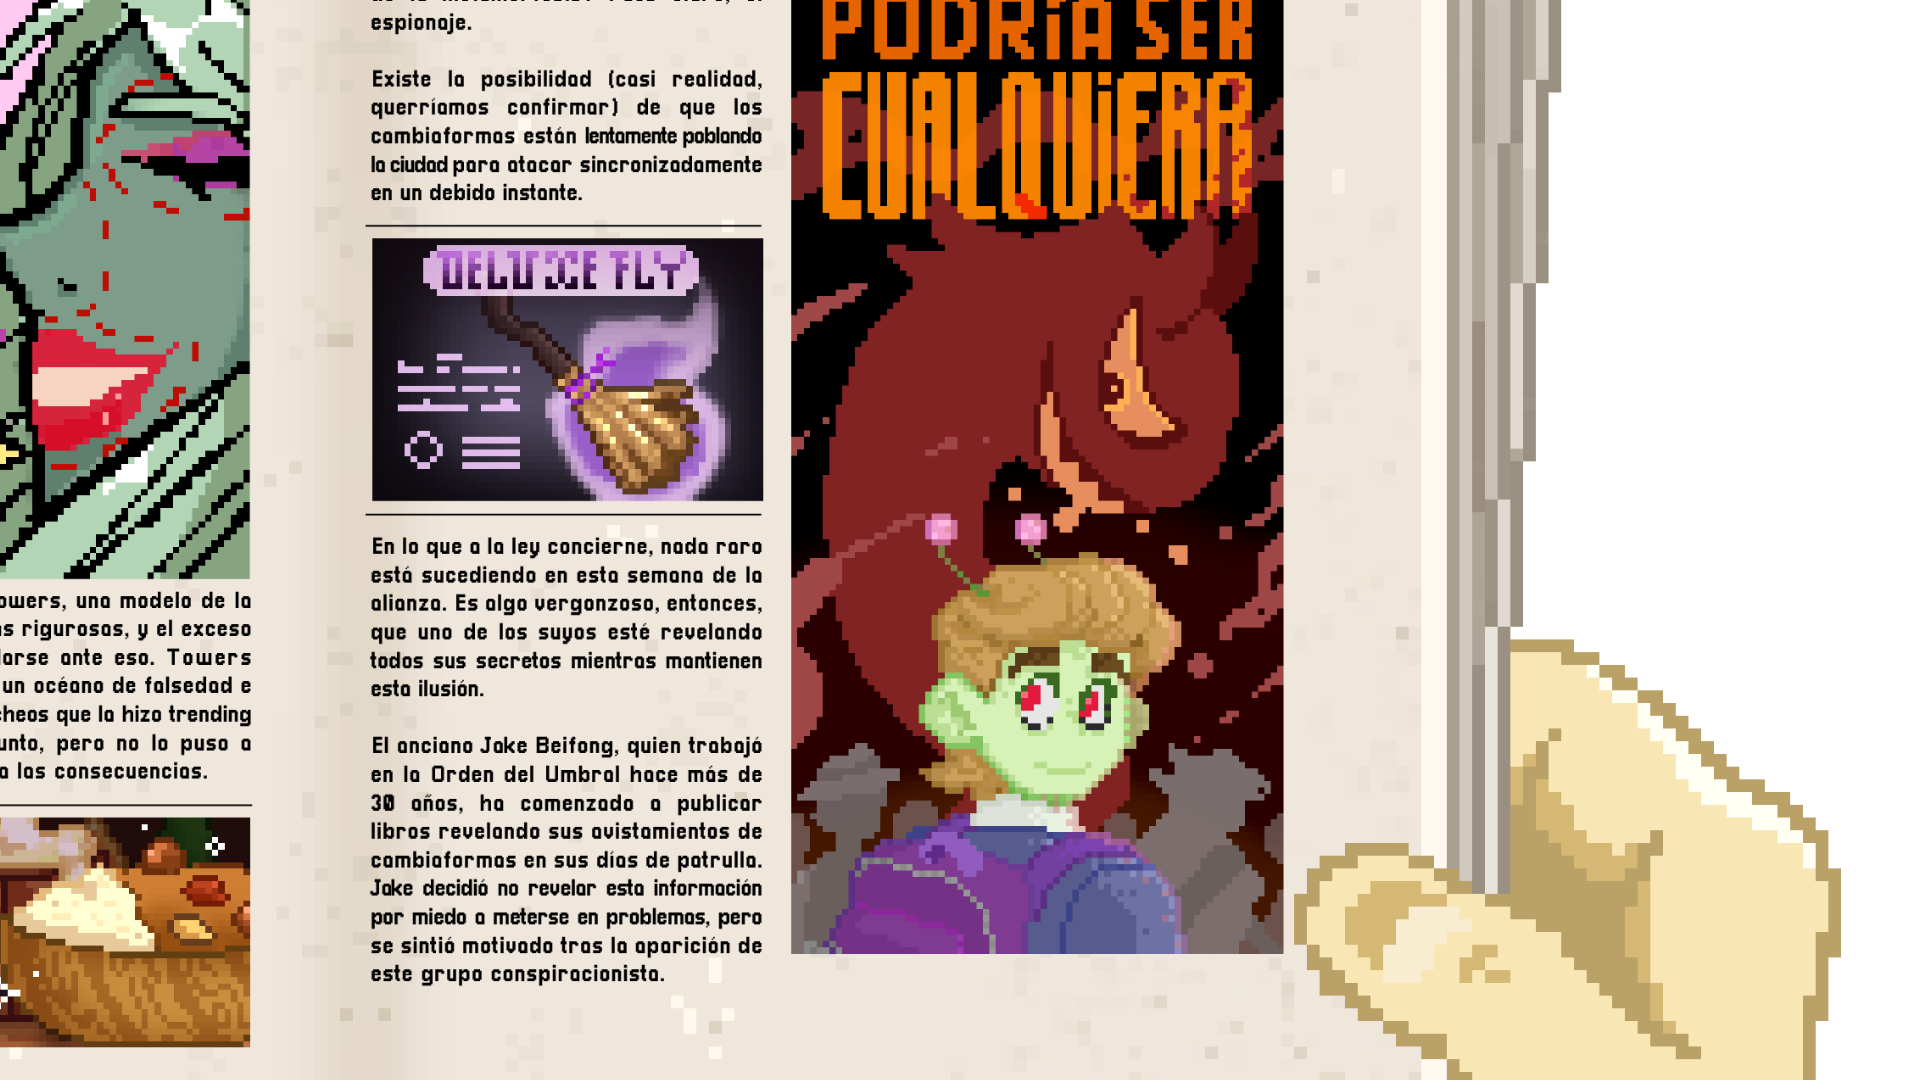 owers, una modelo de la
as rigurosas, y el exceso
darse ante eso. Towers
un océano de falsedad e
cheos que la hizo trending
unto, pero no lo puso a
a las consecuencias.
espionaje.
Existe la posibilidad (casi realidad,
querríamos confirmar) de que los
cambiaformas están lentamente poblando
la ciudad para atacar sincronizadamente
en un debido instante.
DELUXE FLY
En lo que a la ley concierne, nada raro
está sucediendo en esta semana de la
alianza. Es algo vergonzoso, entonces,
que uno de los suyos esté revelando
todos sus secretos mientras mantienen
esta ilusión.
El anciano Jake Beifong, quien trabajó
en la Orden del Umbral hace más de
30 años, ha comenzado a publicar
libros revelando sus avistamientos de
cambiaformas en sus días de patrulla.
Jake decidió no revelar esta información
por miedo a meterse en problemas, pero
se sintió motivado tras la aparición de
este grupo conspiracionista.
PODRÍA SER
CUALQUIERA